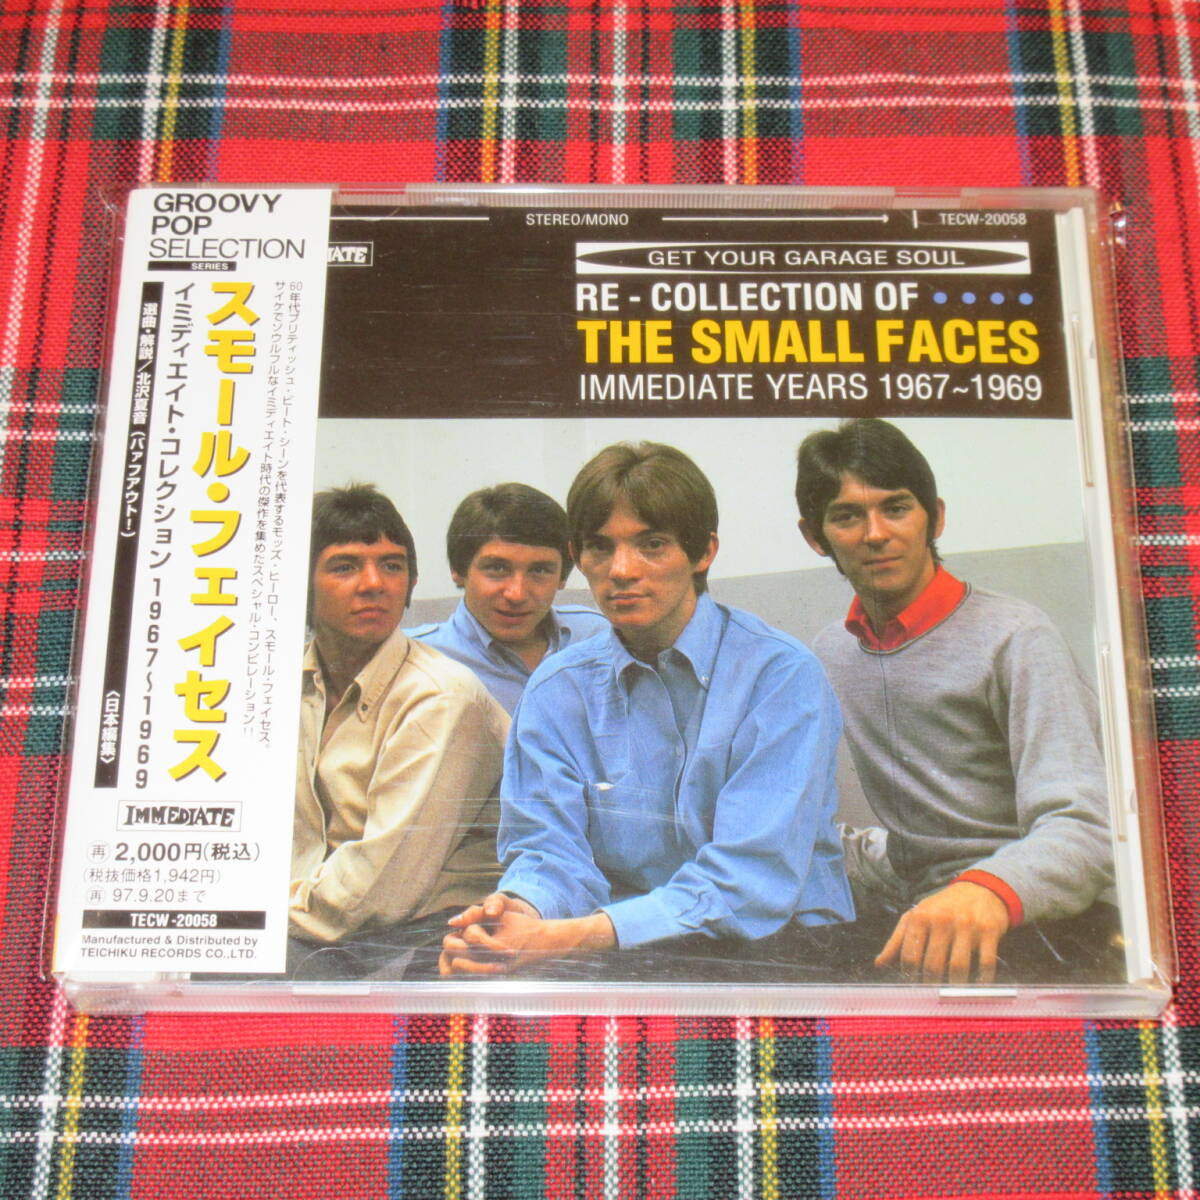 GROOVY
POP
SELECTION
SERIES
60年代ブリティッシュ・ビート・シーンを代表するモッズ・ヒーロー、スモール・フェイセス。
サイケでソウルフルなイミディエイト時代の傑作を集めたスペシャル・コンピレーション!!
スモール・フェイセス
イミディエイト・コレクション 1967〜1969
選曲・解説/北沢夏音 (バァフアウト!)
〈日本編集〉
IMMEDIATE
再 2,000円(税込)
(税抜価格1,942円)
再 97.9.20まで
TECW-20058
Manufactured & Distributed by
TEICHIKU RECORDS CO.,LTD.
STEREO/MONO
TECW-20058
DIATE
GET YOUR GARAGE SOUL
RE - COLLECTION OF ••••
THE SMALL FACES
IMMEDIATE YEARS 1967~1969